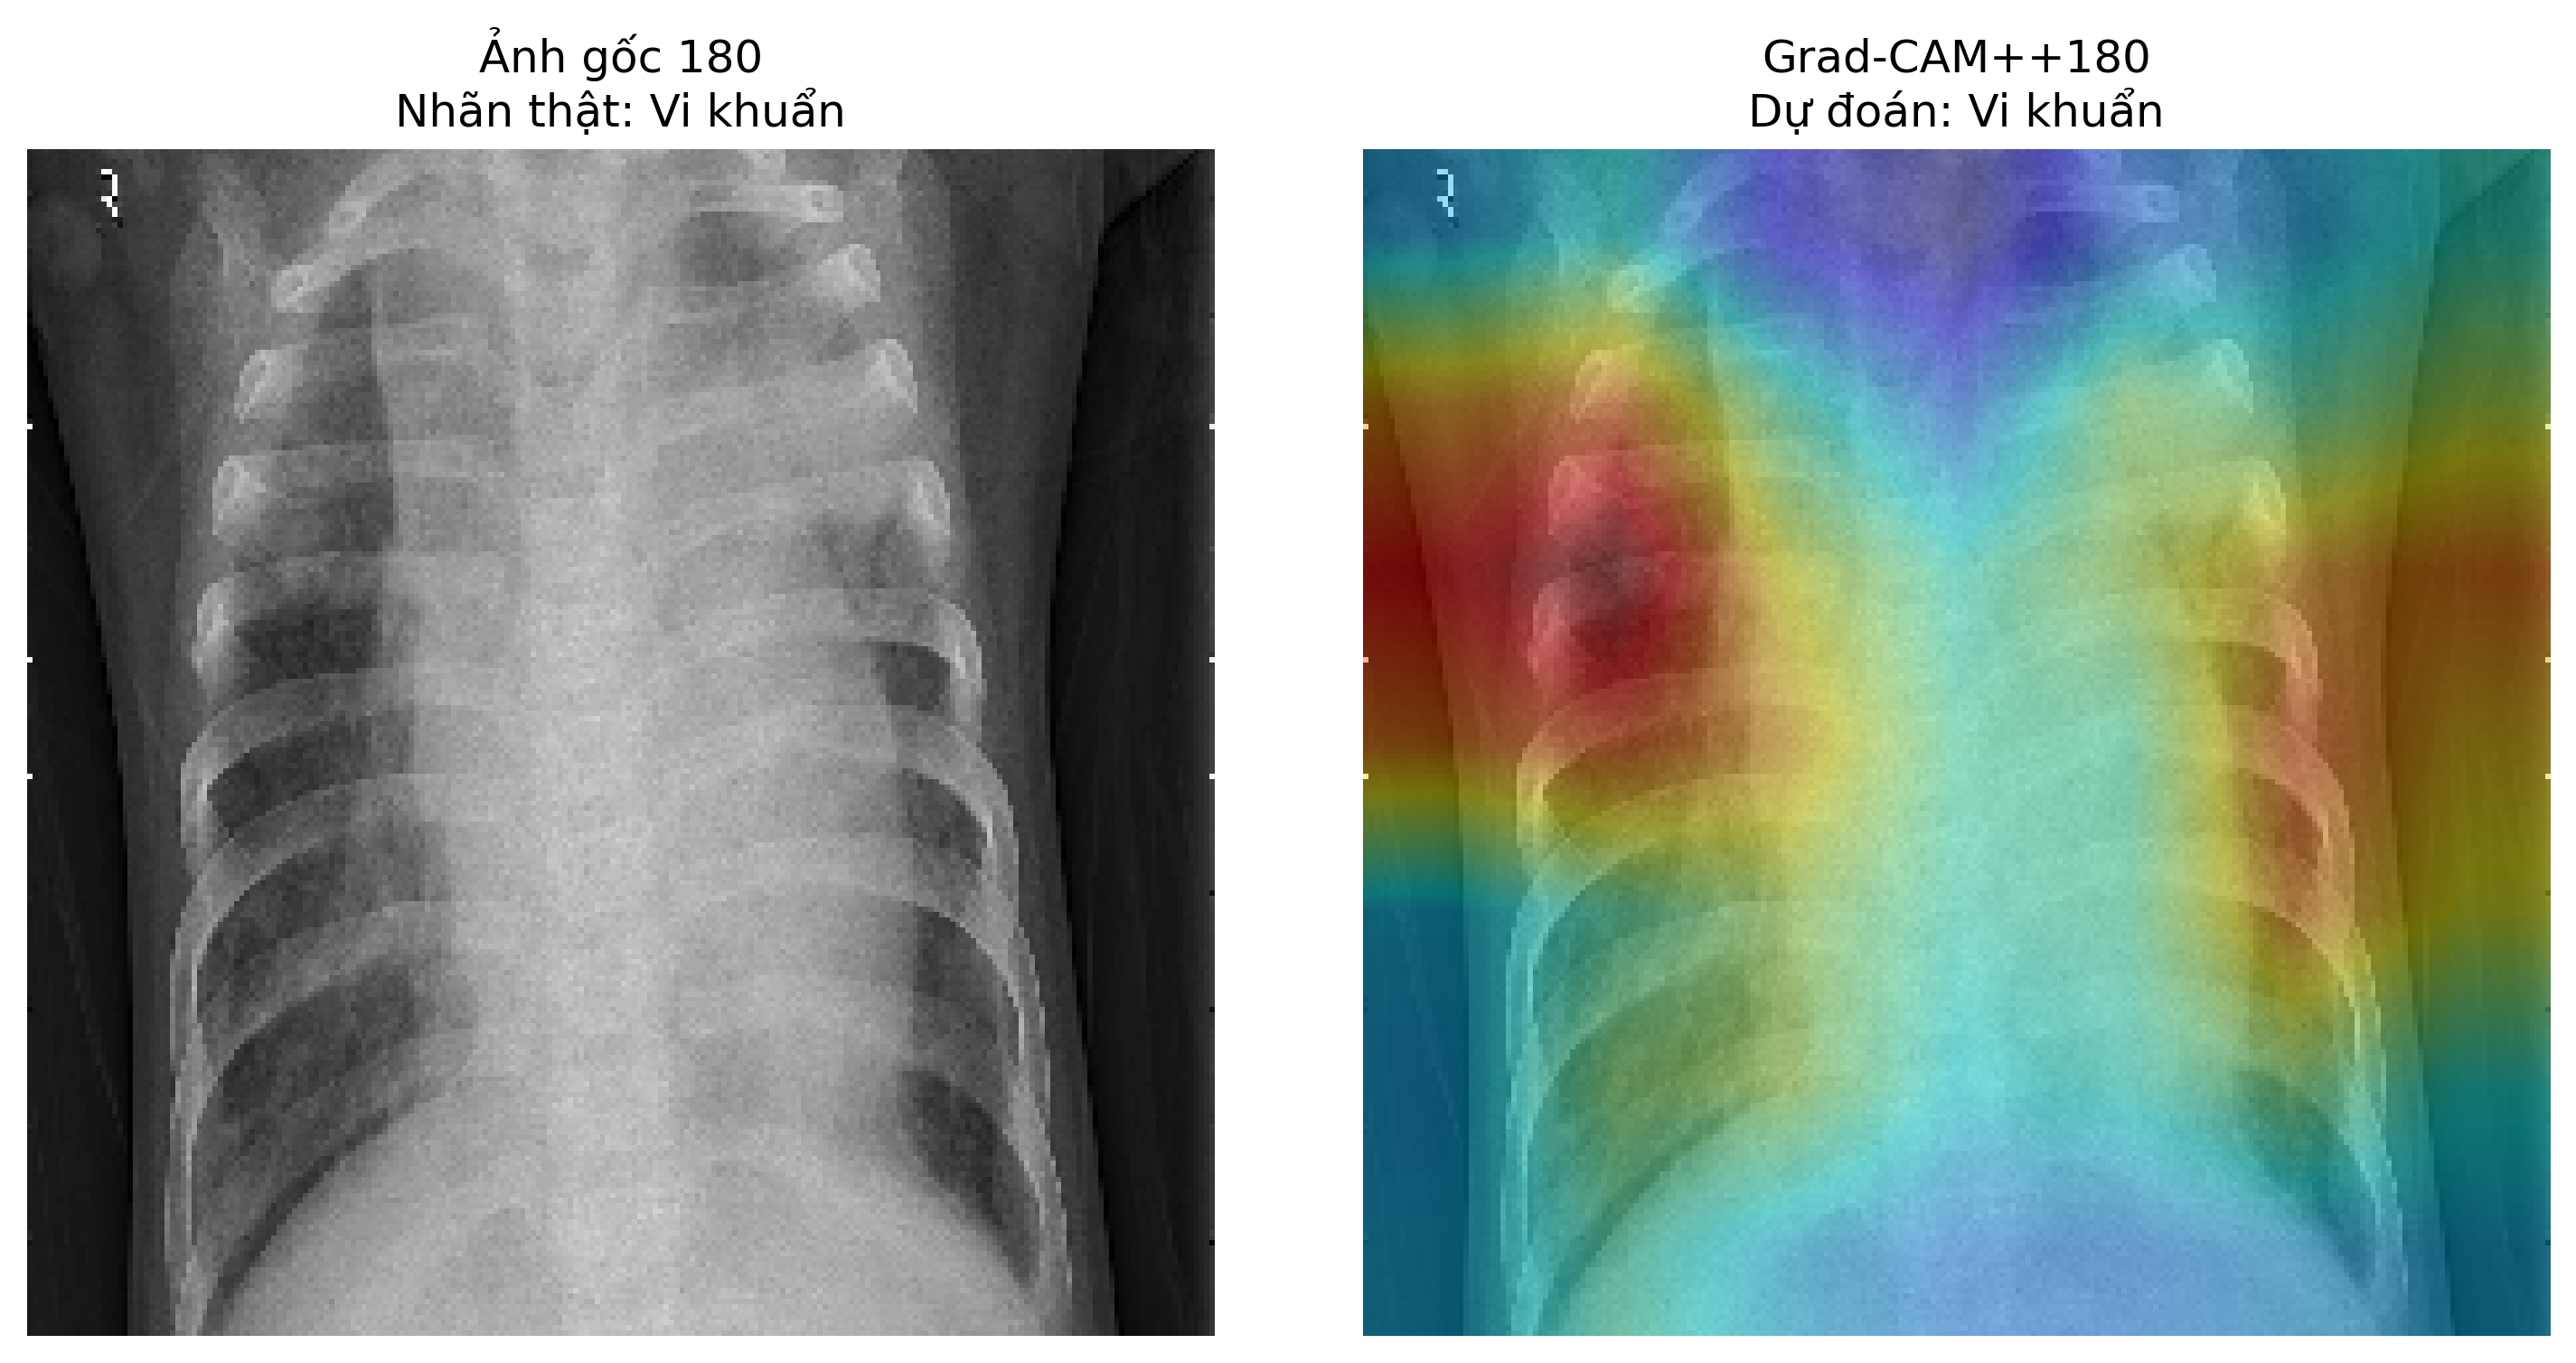 Ảnh gốc 180
Nhãn thật: Vi khuẩn
Grad-CAM++180
Dự đoán: Vi khuẩn